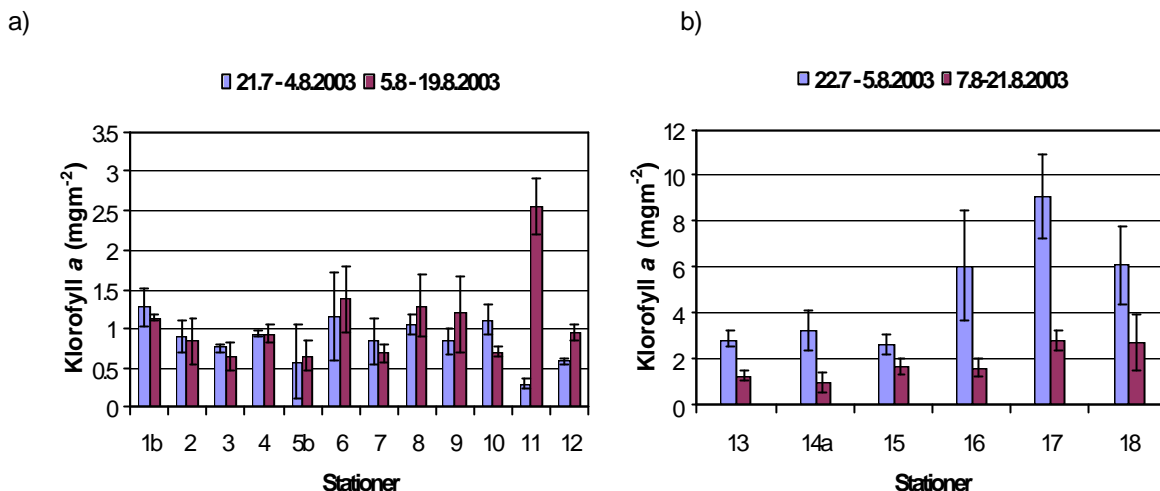 a)
21.7 - 4.8.2003 5.8 - 19.8.2003
3.5
3
2.5
2
1.5
1
0.5
0
Klorofyll a (mgm-2)
1b 2 3 4 5b 6 7 8 9 10 11 12
Stationer
b)
22.7 - 5.8.2003 7.8-21.8.2003
12
10
8
6
4
2
0
Klorofyll a (mgm-2)
13 14a 15 16 17 18
Stationer